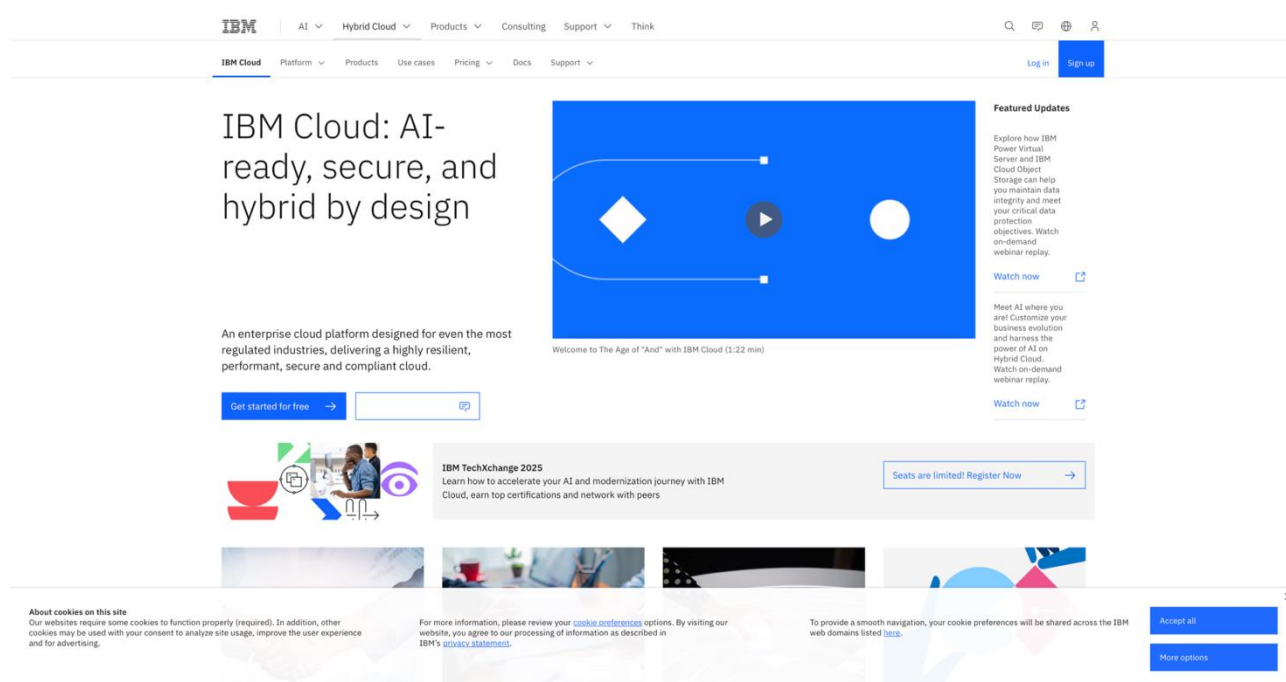 IBM
AI
Hybrid Cloud
Products
Consulting
Support
Think
IBM Cloud
Platform
Products
Use cases
Pricing
Docs
Support
Log in
Sign up
IBM Cloud: AI-
ready, secure, and
hybrid by design
An enterprise cloud platform designed for even the most
regulated industries, delivering a highly resilient,
performant, secure and compliant cloud.
Get started for free
Welcome to The Age of "And" with IBM Cloud (1:22 min)
Featured Updates
Explore how IBM
Power Virtual
Server and IBM
Cloud Object
Storage can help
you maintain data
integrity and meet
your critical data
protection
objectives. Watch
on-demand
webinar replay.
Watch now
Meet AI where you
are! Customize your
business evolution
and harness the
power of AI on
Hybrid Cloud.
Watch on-demand
webinar replay.
Watch now
IBM TechXchange 2025
Learn how to accelerate your AI and modernization journey with IBM
Cloud, earn top certifications and network with peers
Seats are limited! Register Now
About cookies on this site
Our websites require some cookies to function properly (required). In addition, other
cookies may be used with your consent to analyze site usage, improve the user experience
and for advertising.
For more information, please review your cookie preferences options. By visiting our
website, you agree to our processing of information as described in
IBM's privacy statement.
To provide a smooth navigation, your cookie preferences will be shared across the IBM
web domains listed here.
Accept all
More options